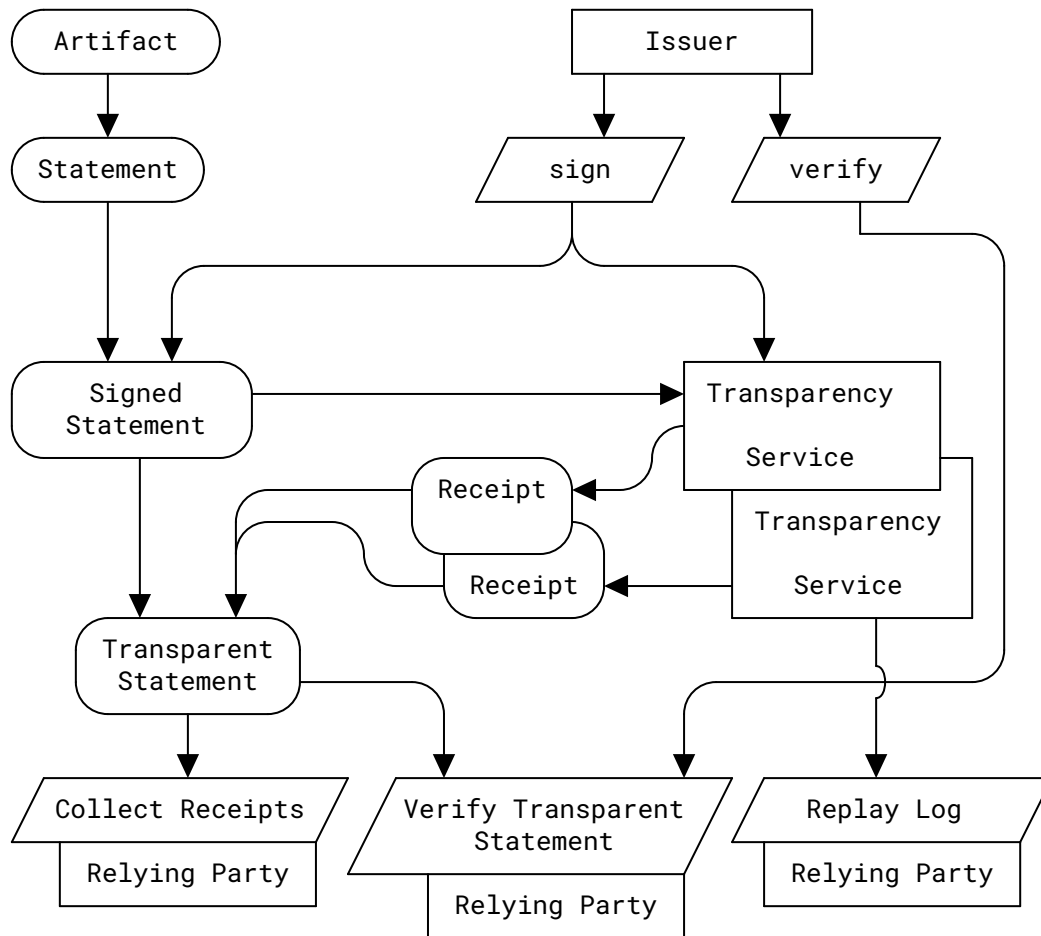 Artifact
Issuer
Statement
sign
verify
Signed
Statement
Transparency
Service
Receipt
Transparency
Receipt
Service
Transparent
Statement
Collect Receipts
Verify Transparent
Statement
Replay Log
Relying Party
Relying Party
Relying Party